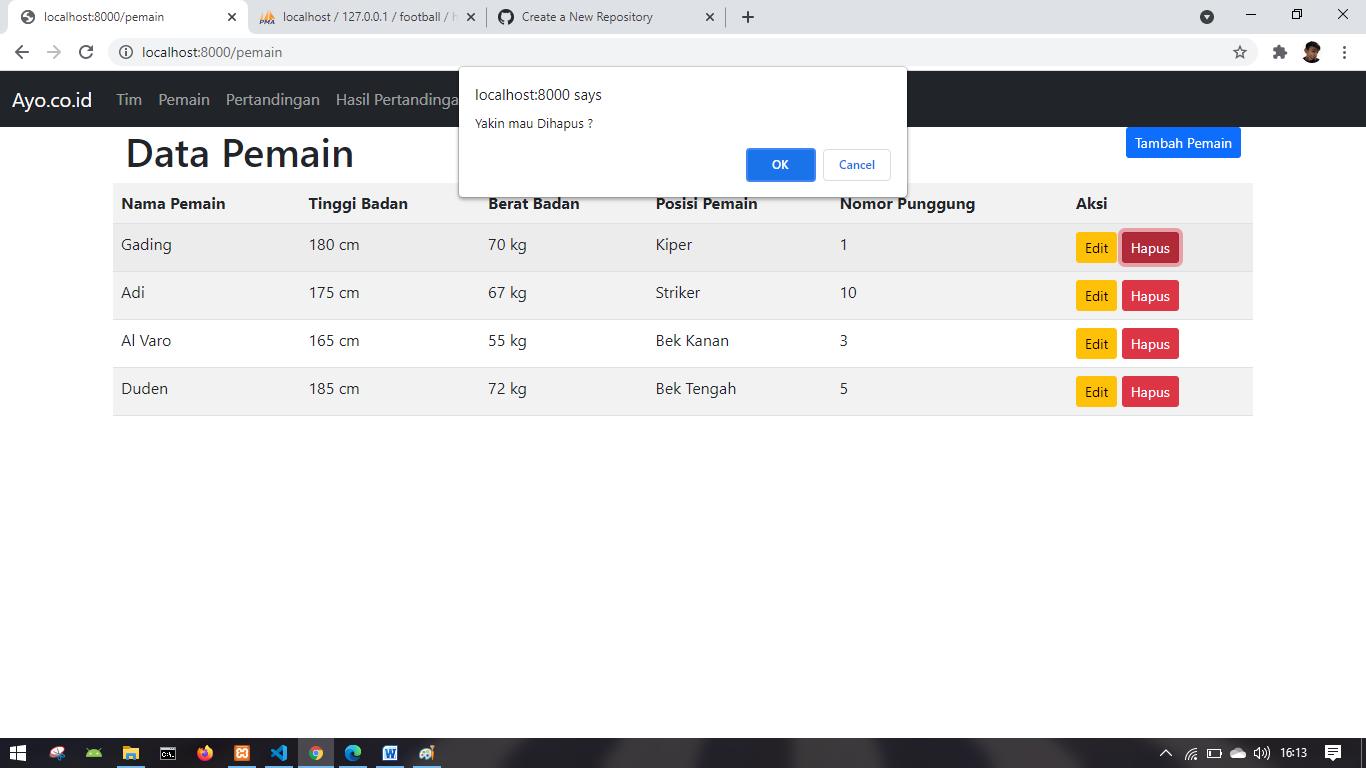 localhost:8000/pemain
localhost / 127.0.0.1 / football / h
Create a New Repository
localhost:8000/pemain
Ayo.co.id Tim Pemain Pertandingan Hasil Pertandinga
localhost:8000 says
Yakin mau Dihapus ?
OK Cancel
Data Pemain
Tambah Pemain
Nama Pemain Tinggi Badan Berat Badan Posisi Pemain Nomor Punggung Aksi
Gading 180 cm 70 kg Kiper 1 Edit Hapus
Adi 175 cm 67 kg Striker 10 Edit Hapus
Al Varo 165 cm 55 kg Bek Kanan 3 Edit Hapus
Duden 185 cm 72 kg Bek Tengah 5 Edit Hapus
16:13